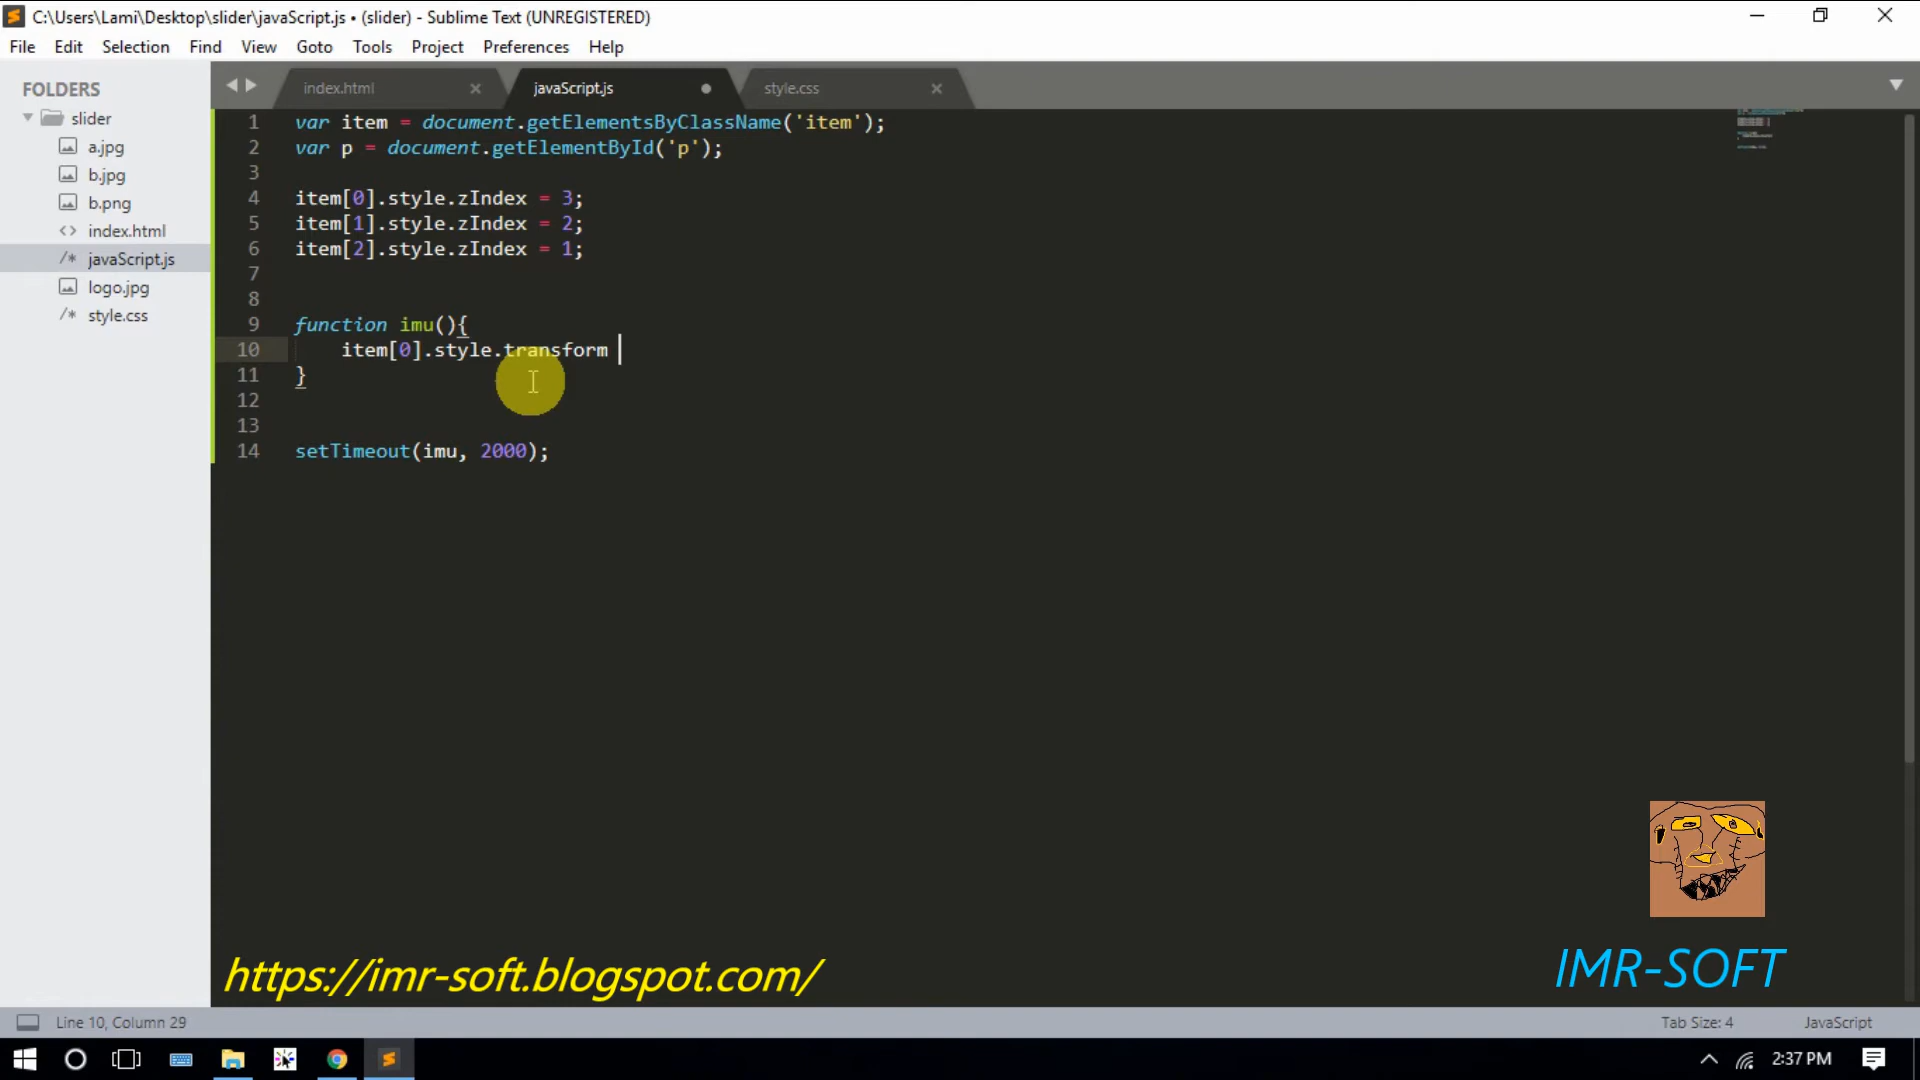 C:\Users\Lami\Desktop\slider\javaScript.js • (slider) - Sublime Text (UNREGISTERED)
File Edit Selection Find View Goto Tools Project Preferences Help
FOLDERS
slider
a.jpg
b.jpg
b.png
<> index.html
/* javaScript.js
logo.jpg
/* style.css
index.html javaScript.js style.css
1 var item = document.getElementsByClassName('item');
2 var p = document.getElementById('p');
3
4 item[0].style.zIndex = 3;
5 item[1].style.zIndex = 2;
6 item[2].style.zIndex = 1;
7
8
9 function imu(){
10 item[0].style.transform
11 }
12
13
14 setTimeout(imu, 2000);
https://imr-soft.blogspot.com/
IMR-SOFT
Line 10, Column 29
Tab Size: 4
JavaScript
2:37 PM